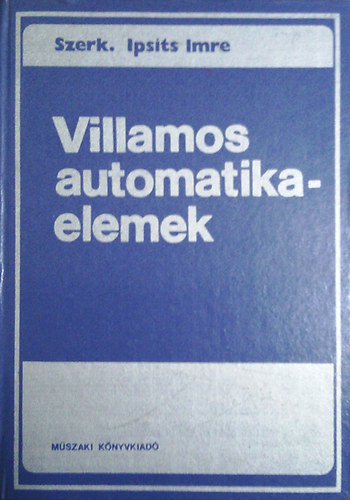 Szerk. Ipsits Imre
Villamos
automatika-
elemek
MŰSZAKI KÖNYVKIADÓ